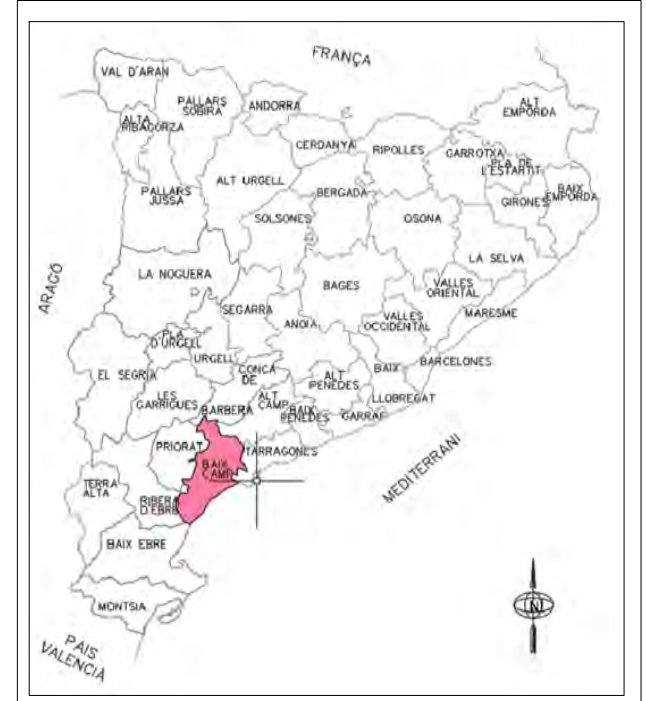 FRANÇA
VAL D'ARAN
PALLARS
SOBIRA
ANDORRA
ALTA
RIBAGORZA
ALT
EMPORDA
CERDANYA
RIPOLLES
GARROTXA
PLA DE
L'ESTARTIT
ALT URGELL
BERGADA
PALLARS
JUSSA
GIRONES
BAIX
EMPORDA
SOLSONES
OSONA
LA SELVA
ARAGÓ
LA NOGUERA
BAGES
VALLES
ORIENTAL
SEGARRA
MARESME
ANOIA
VALLES
OCCIDENTAL
PLA
D'URGELL
URGELL
EL SEGRIA
CONCA
DE
BARBERA
ALT
PENEDES
BAIX
LLOBREGAT
BARCELONES
LES
GARRIGUES
ALT
CAMP
BAIX
PENEDES
GARRAF
PRIORAT
TARRAGONES
BAIX
CAMP
MEDITERRANI
TERRA
ALTA
RIBERA
D'EBRE
BAIX EBRE
MONTSIA
PAIS
VALENCIÀ
N